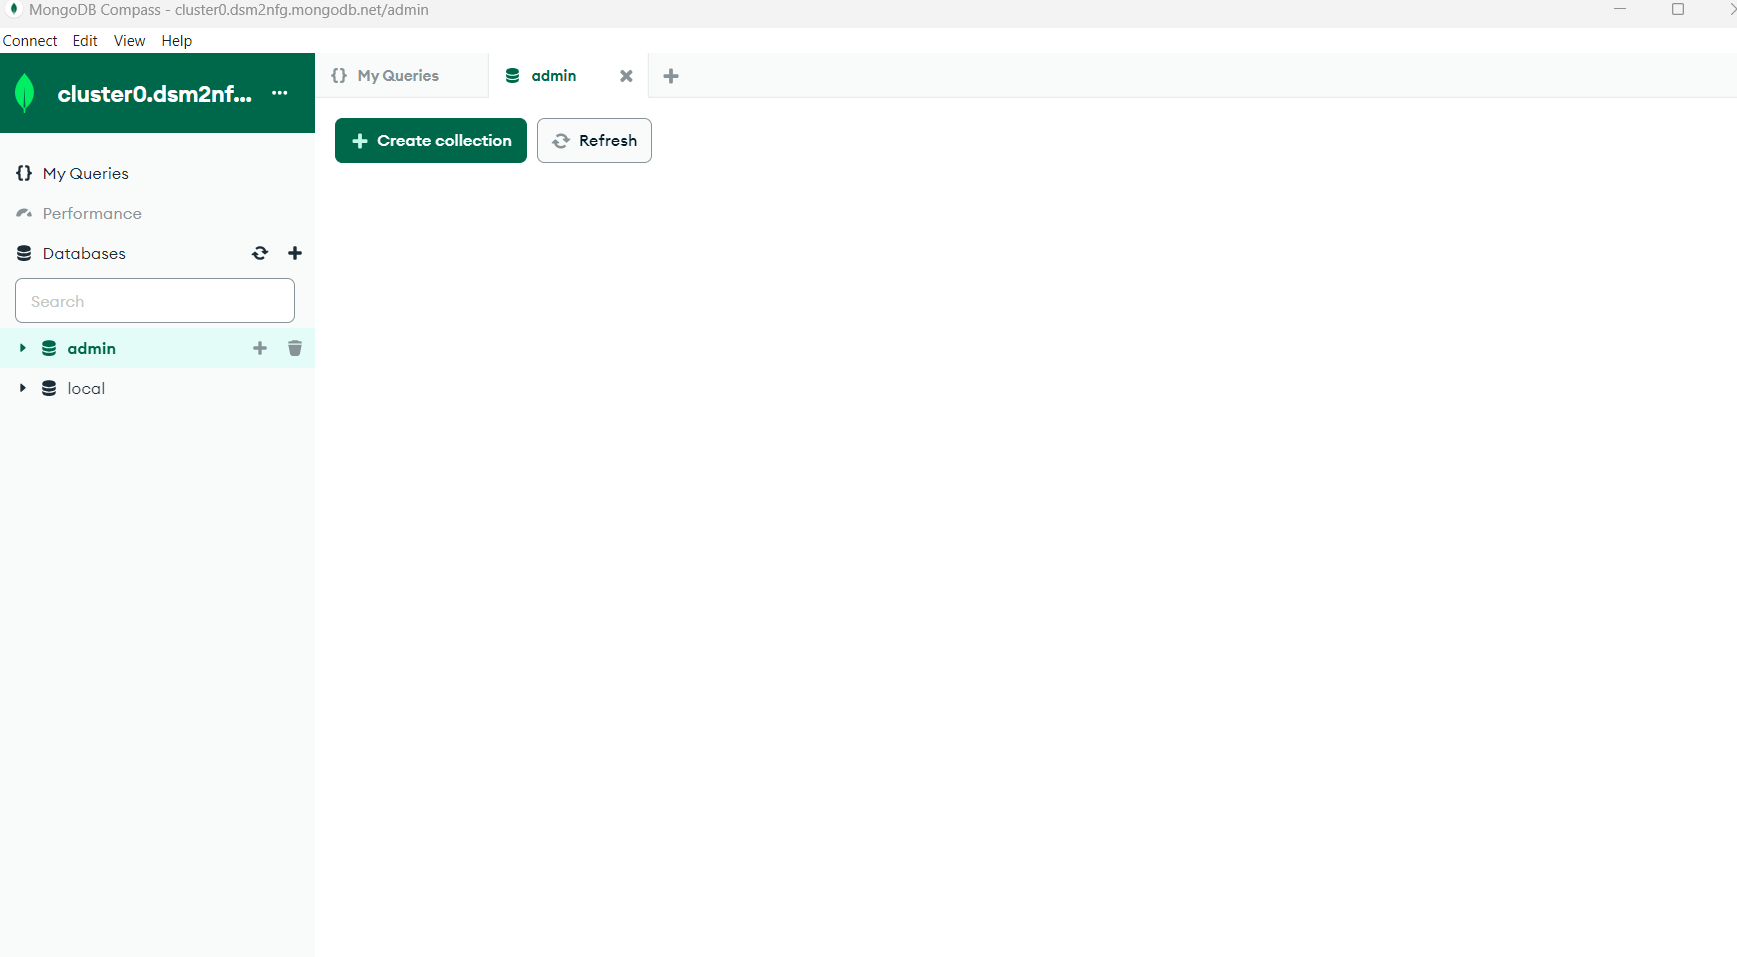 MongoDB Compass - cluster0.dsm2nfg.mongodb.net/admin
Connect Edit View Help
cluster0.dsm2nf...
{} My Queries
admin
Create collection
Refresh
{} My Queries
Performance
Databases
Search
admin
local